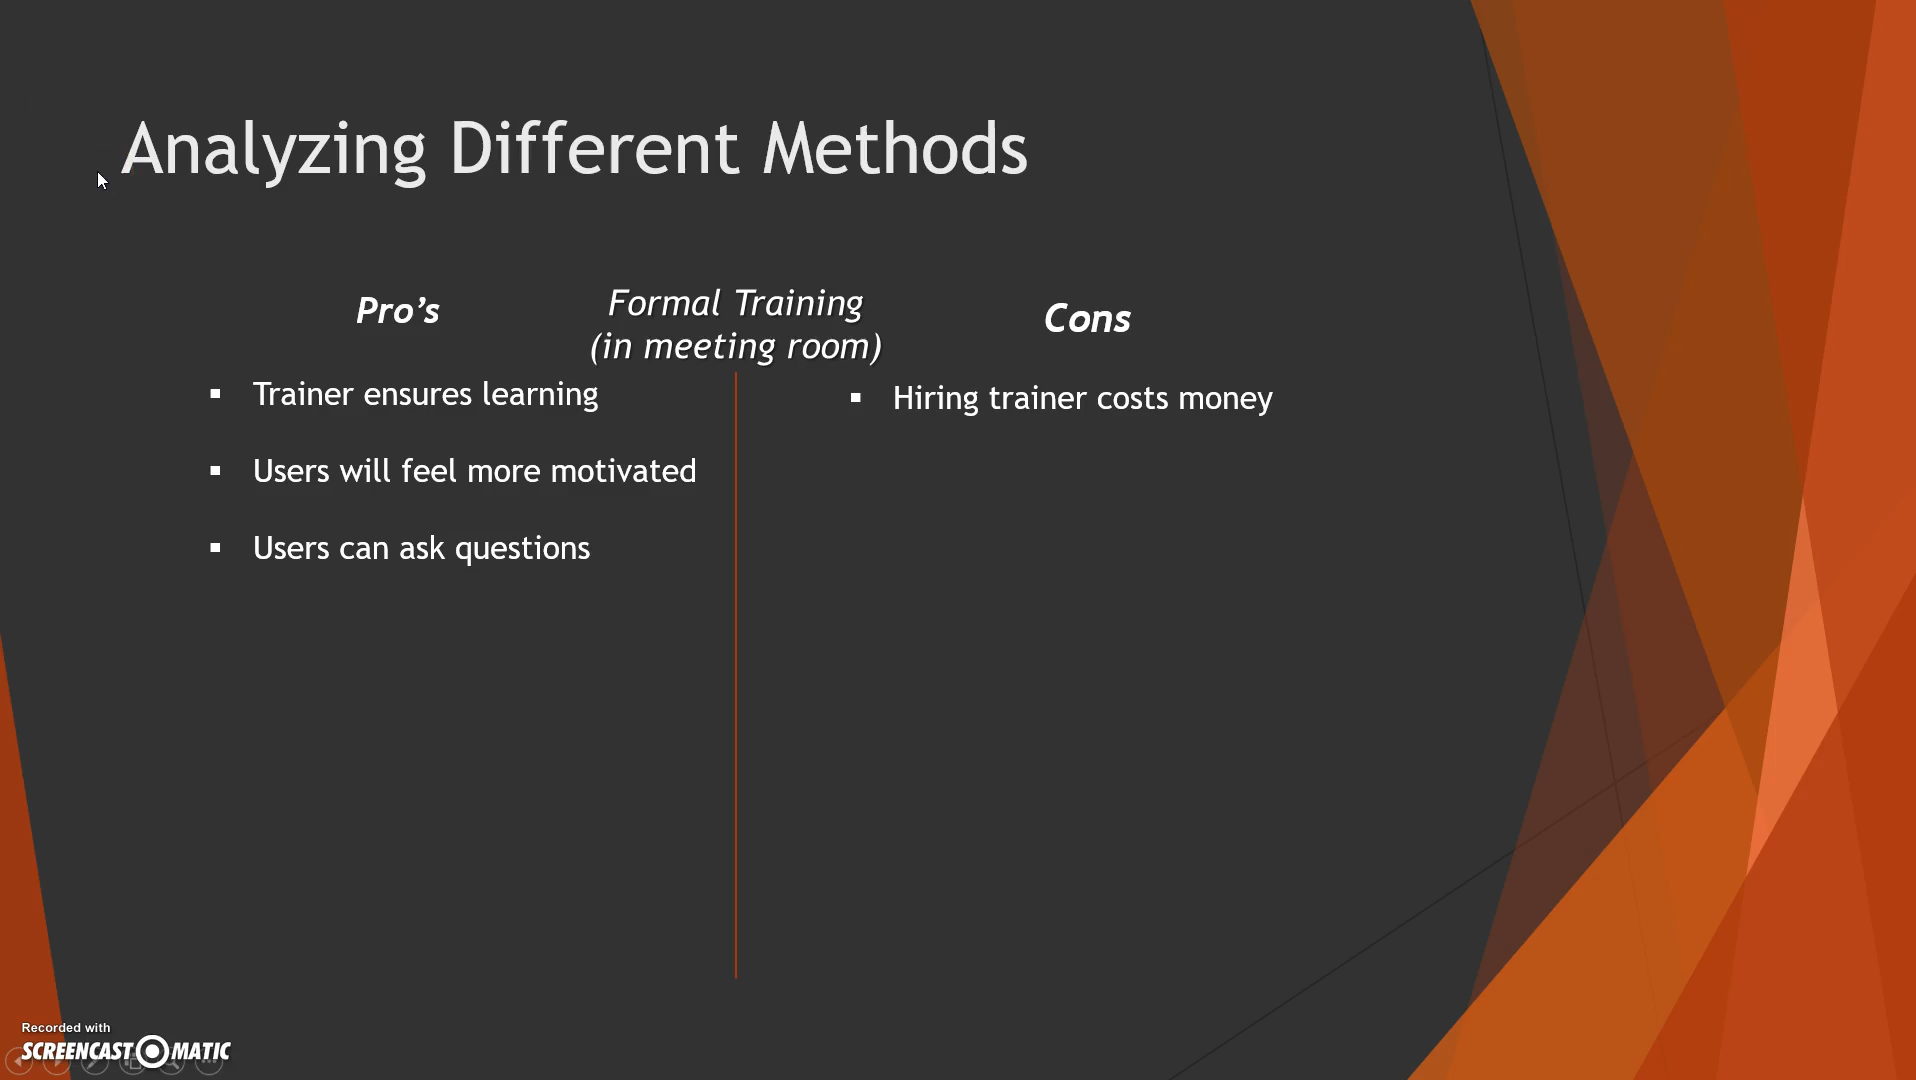 Analyzing Different Methods
Pro’s
Formal Training
(in meeting room)
Cons
▪ Trainer ensures learning
▪ Users will feel more motivated
▪ Users can ask questions
▪ Hiring trainer costs money
Recorded with
SCREENCAST MATIC